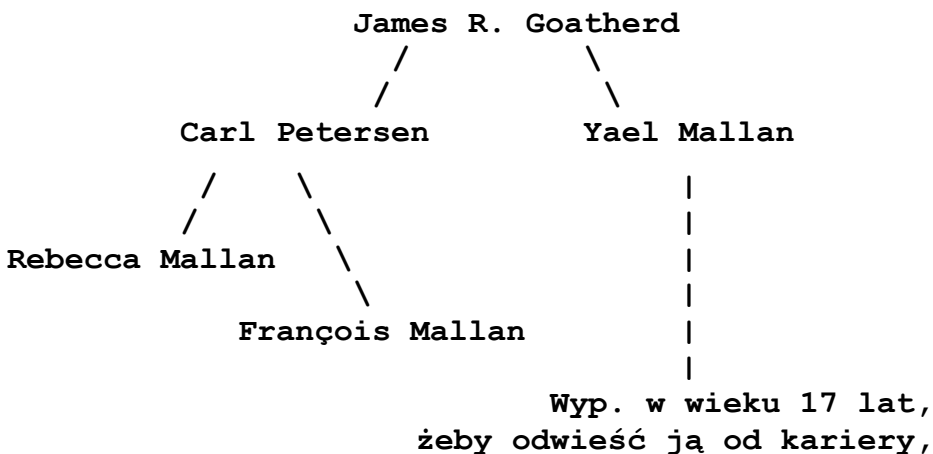 James R. Goatherd
Carl Petersen Yael Mallan
Rebecca Mallan
François Mallan
Wyp. w wieku 17 lat,
żeby odwieść ją od kariery,